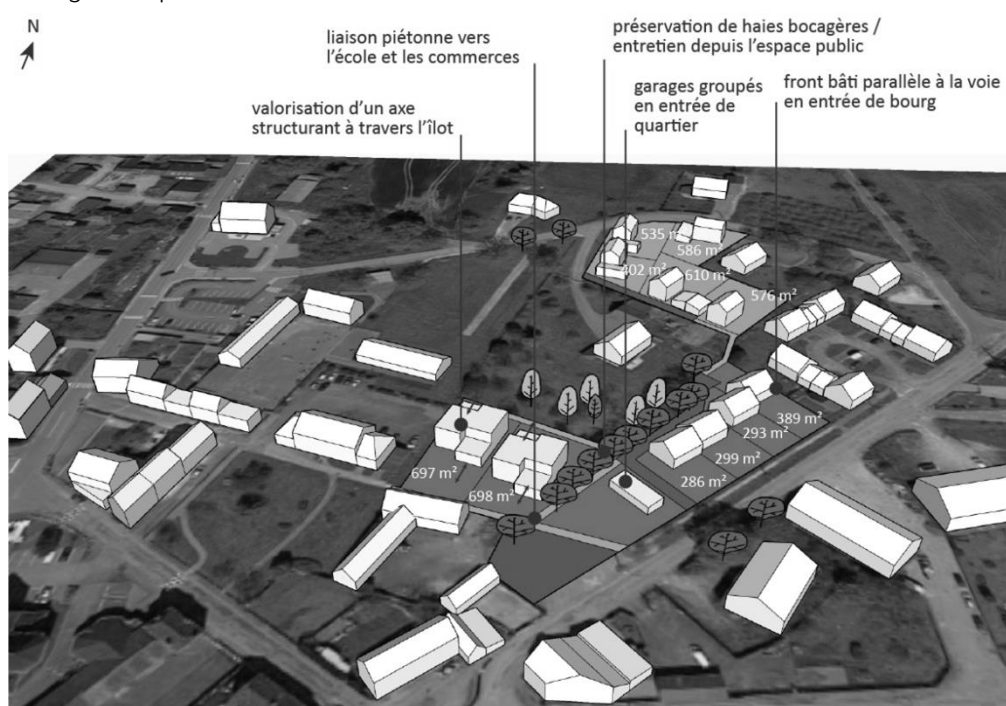 N
liaison piétonne vers
l'école et les commerces
préservation de haies bocagères /
entretien depuis l'espace public
valorisation d'un axe
structurant à travers l'îlot
garages groupés
en entrée de
quartier
front bâti parallèle à la voie
en entrée de bourg
535 m²
586 m²
402 m²
610 m²
576 m²
389 m²
293 m²
299 m²
286 m²
697 m²
698 m²